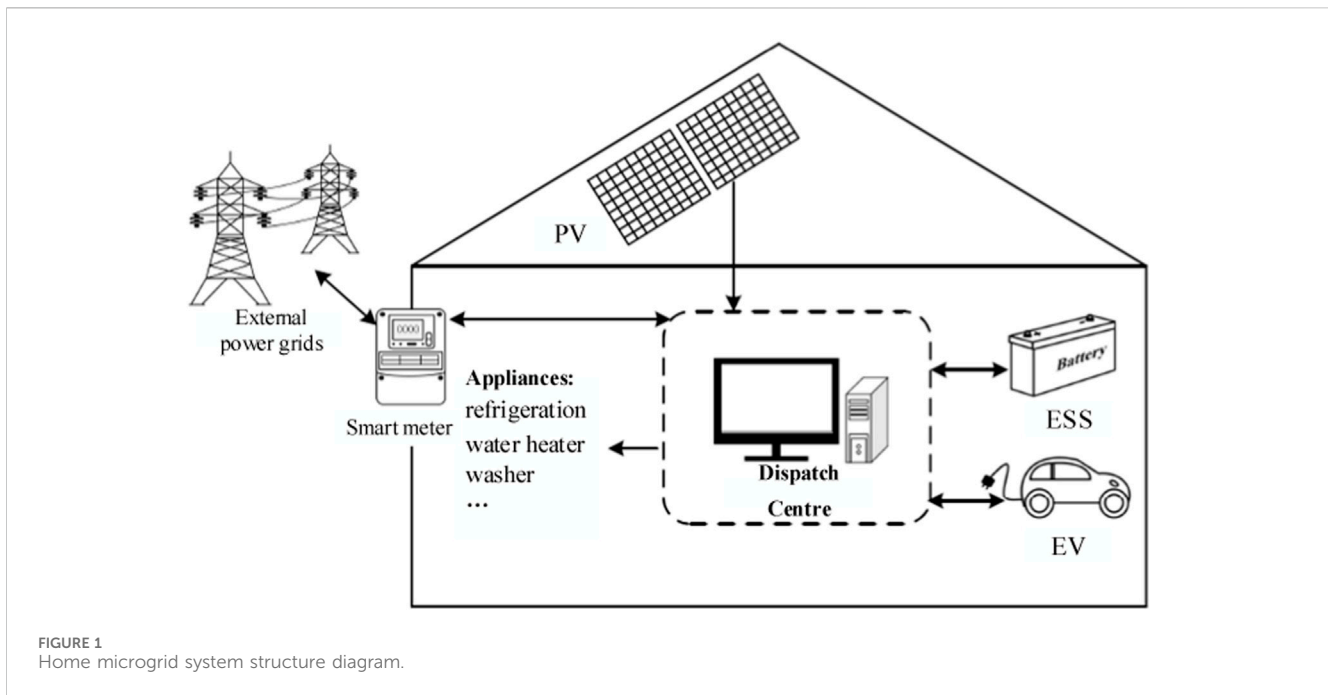 PV
External
power grids
0000
Smart meter
Appliances:
refrigeration
water heater
washer
...
Dispatch
Centre
Battery
ESS
EV
FIGURE 1
Home microgrid system structure diagram.